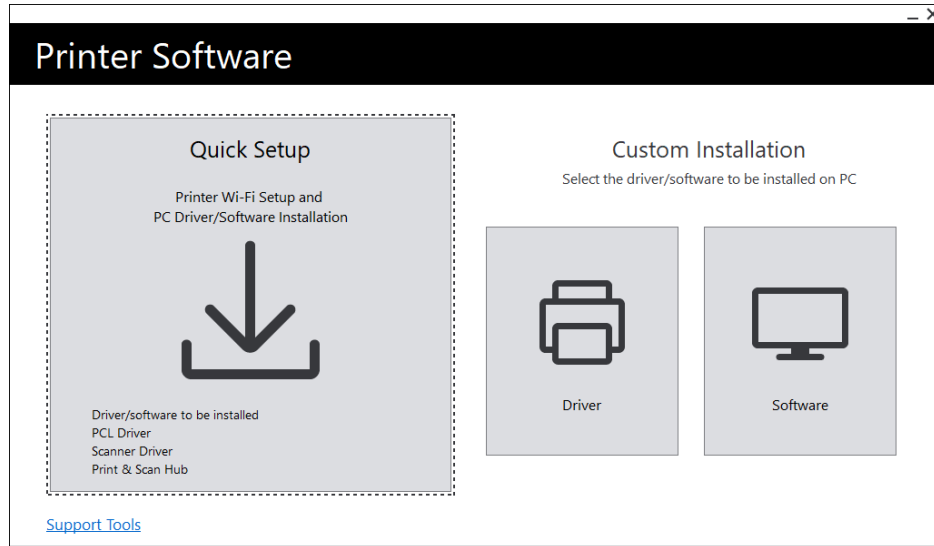 Printer Software
Quick Setup
Printer Wi-Fi Setup and
PC Driver/Software Installation
Driver/software to be installed
PCL Driver
Scanner Driver
Print & Scan Hub
Custom Installation
Select the driver/software to be installed on PC
Driver
Software
Support Tools